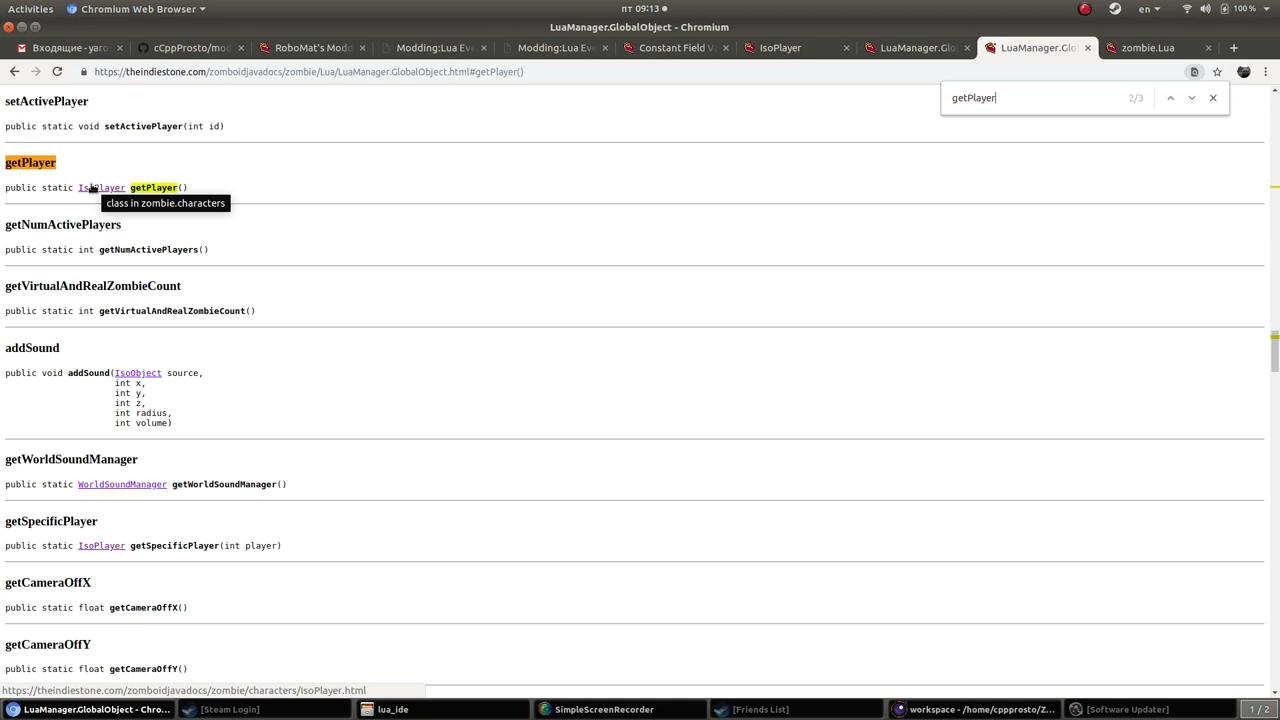 Activities Chromium Web Browser пт 09:13 en 100 %
LuaManager.GlobalObject - Chromium
Входящие - yaro cCppProsto/mod RoboMat's Modd Modding:Lua Eve Modding:Lua Eve Constant Field Va IsoPlayer LuaManager.Glo LuaManager.Glo zombie.Lua
https://theindiestone.com/zomboidjavadocs/zombie/Lua/LuaManager.GlobalObject.html#getPlayer()
getPlayer 2/3
setActivePlayer
public static void setActivePlayer(int id)
getPlayer
public static IsoPlayer getPlayer()
class in zombie.characters
getNumActivePlayers
public static int getNumActivePlayers()
getVirtualAndRealZombieCount
public static int getVirtualAndRealZombieCount()
addSound
public void addSound(IsoObject source,
int x,
int y,
int z,
int radius,
int volume)
getWorldSoundManager
public static WorldSoundManager getWorldSoundManager()
getSpecificPlayer
public static IsoPlayer getSpecificPlayer(int player)
getCameraOffX
public static float getCameraOffX()
getCameraOffY
public static float getCameraOffY()
https://theindiestone.com/zomboidjavadocs/zombie/characters/IsoPlayer.html
LuaManager.GlobalObject - Chro... [Steam Login] lua_ide SimpleScreenRecorder [Friends List] workspace - /home/cppprosto/Z... [Software Updater] 1 / 2